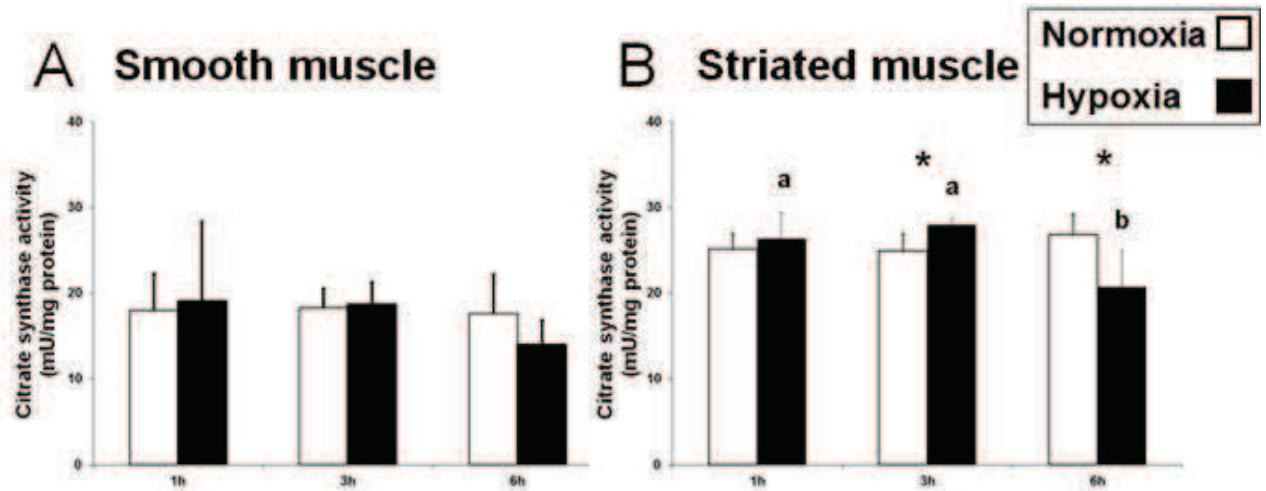 A Smooth muscle
Citrate synthase activity
(mU/mg protein)
40
30
20
10
0
1h
3h
6h
B Striated muscle
Normoxia
Hypoxia
Citrate synthase activity
(mU/mg protein)
40
30
20
10
0
a
*
a
*
b
1h
3h
6h